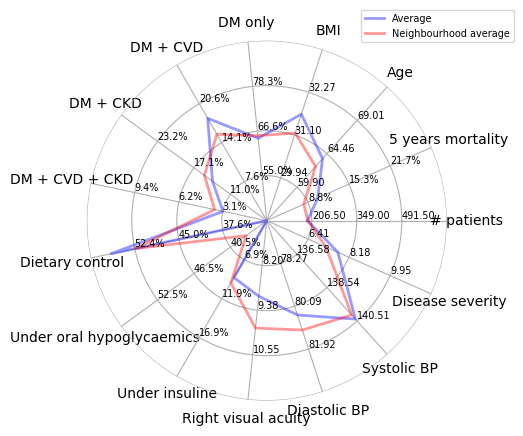 Average
Neighbourhood average
DM only
BMI
DM + CVD
Age
DM + CKD
5 years mortality
DM + CVD + CKD
# patients
Dietary control
Disease severity
Under oral hypoglycaemics
Systolic BP
Under insuline
Diastolic BP
Right visual acuity
206.50
349.00
491.50
8.8%
15.3%
21.7%
59.90
64.46
69.01
29.94
31.10
32.27
55.0%
66.6%
78.3%
7.6%
14.1%
20.6%
11.0%
17.1%
23.2%
3.1%
6.2%
9.4%
37.6%
45.0%
52.4%
40.5%
46.5%
52.5%
6.9%
11.9%
16.9%
8.20
9.38
10.55
78.27
80.09
81.92
136.58
138.54
140.51
6.41
8.18
9.95